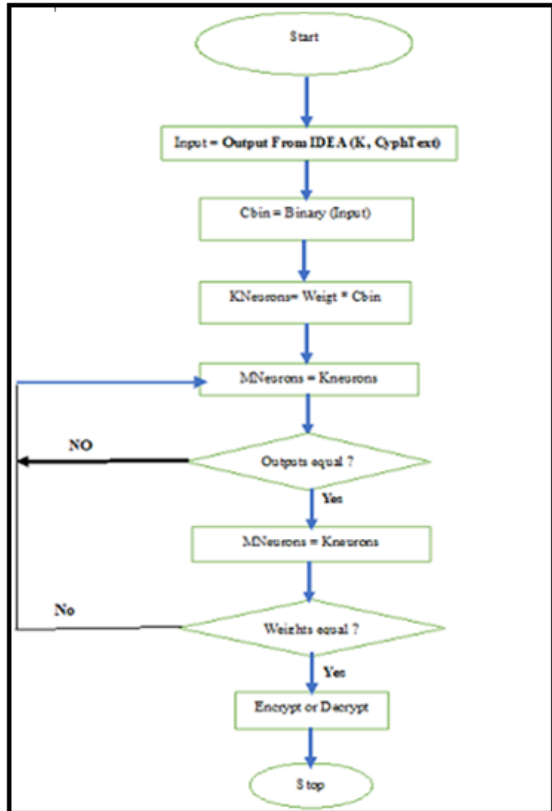 Start
Input = Output From IDEA (K, CyphText)
Cbin = Binary (Input)
KNeurons= Weigt * Cbin
MNeurons = Kneurons
NO
Outputs equal ?
Yes
MNeurons = Kneurons
No
Weights equal ?
Yes
Encrypt or Decrypt
Stop